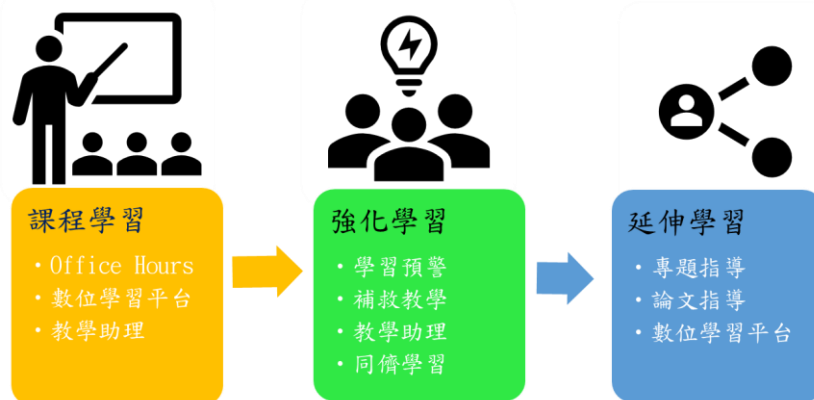 課程學習
・Office Hours
・數位學習平台
・教學助理
強化學習
・學習預警
・補救教學
・教學助理
・同儕學習
延伸學習
・專題指導
・論文指導
・數位學習平台